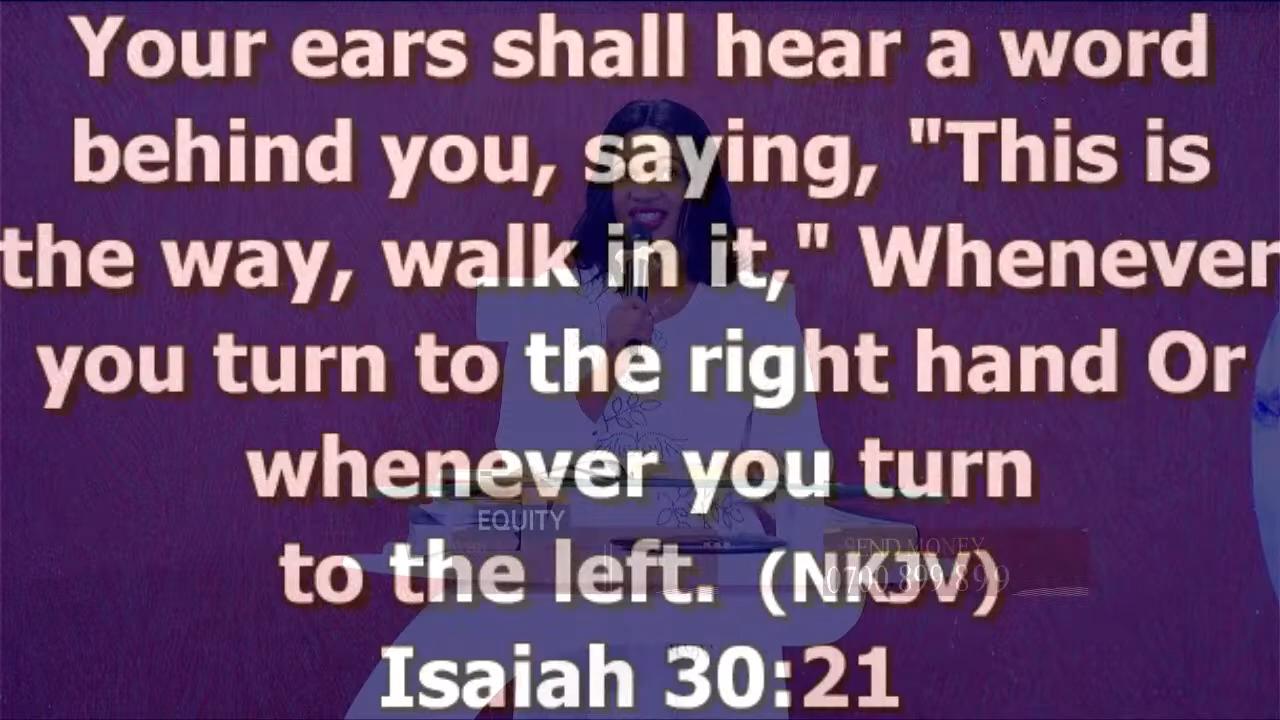 Your ears shall hear a word
behind you, saying, "This is
the way, walk in it," Whenever
you turn to the right hand Or
whenever you turn
EQUITY
SEND MONEY
to the left. (NKJV)
0700 899 899
Isaiah 30:21